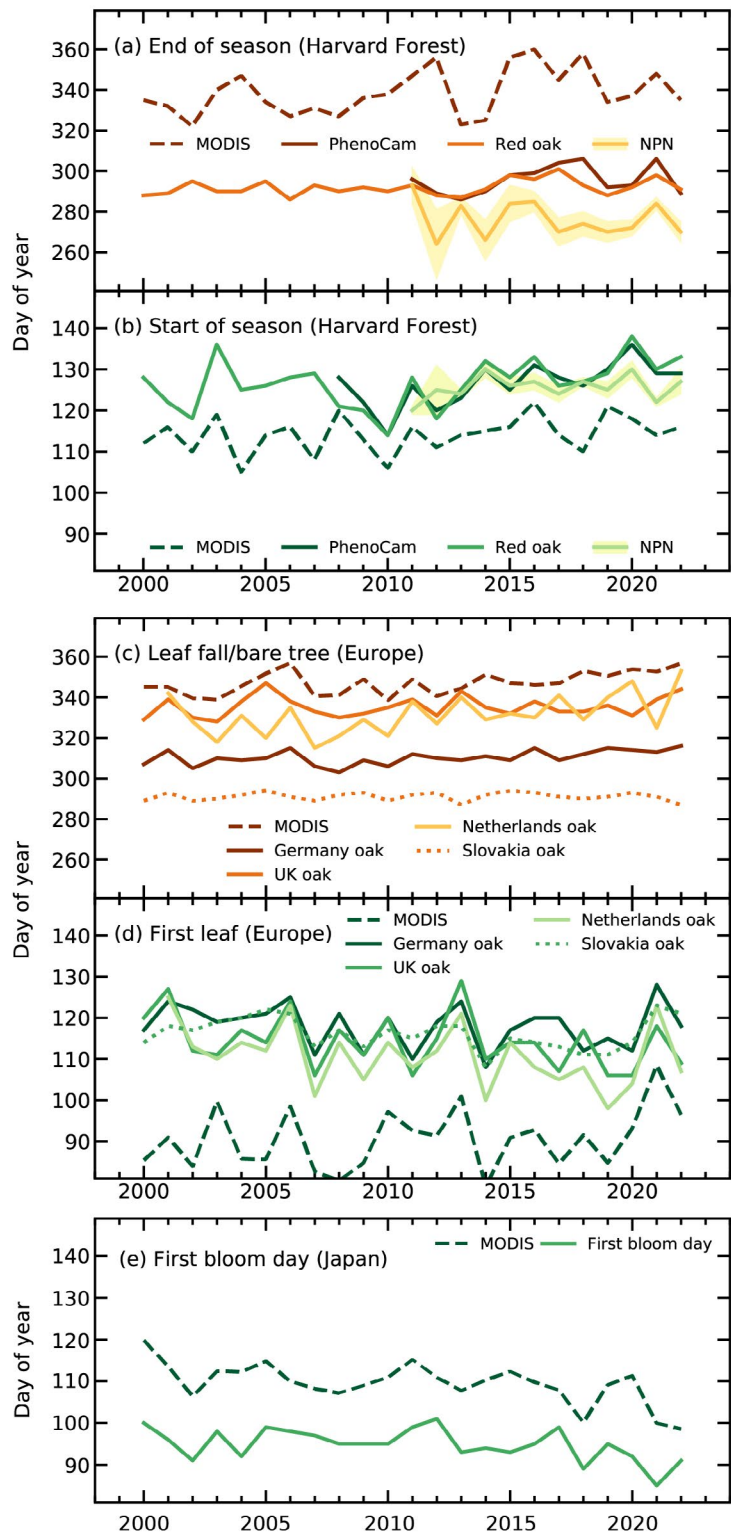 (a) End of season (Harvard Forest)
360
340
320
300
280
260
MODIS PhenoCam Red oak NPN
Day of year
(b) Start of season (Harvard Forest)
140
130
120
110
100
90
MODIS PhenoCam Red oak NPN
2000 2005 2010 2015 2020
(c) Leaf fall/bare tree (Europe)
360
340
320
300
280
260
MODIS Netherlands oak
Germany oak Slovakia oak
UK oak
Day of year
(d) First leaf (Europe)
MODIS Netherlands oak
Germany oak Slovakia oak
UK oak
140
130
120
110
100
90
2000 2005 2010 2015 2020
(e) First bloom day (Japan)
MODIS First bloom day
140
130
120
110
100
90
Day of year
2000 2005 2010 2015 2020